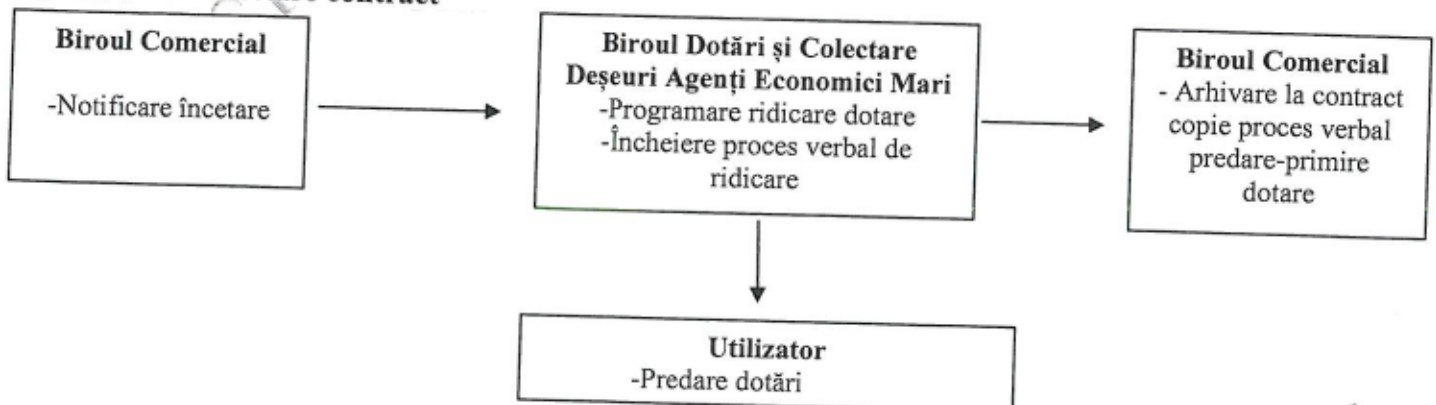 contract
Biroul Comercial
-Notificare încetare
Biroul Dotări și Colectare
Deșeuri Agenți Economici Mari
-Programare ridicare dotare
-Încheiere proces verbal de
ridicare
Biroul Comercial
- Arhivare la contract
copie proces verbal
predare-primire
dotare
Utilizator
-Predare dotări